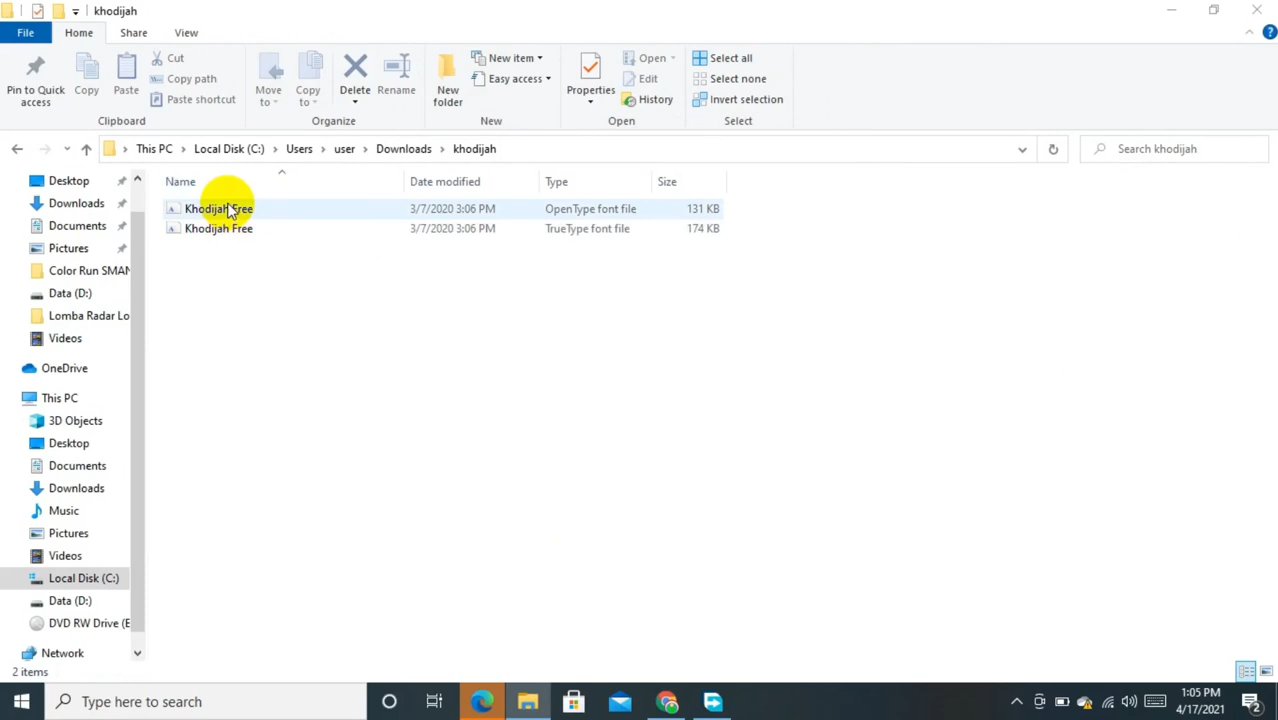 khodijah
File Home Share View
Pin to Quick access
Copy
Paste
Cut
Copy path
Paste shortcut
Clipboard
Move to
Copy to
Delete
Rename
Organize
New folder
New item
Easy access
New
Properties
Open
Edit
History
Open
Select all
Select none
Invert selection
Select
This PC > Local Disk (C:) > Users > user > Downloads > khodijah
Search khodijah
Name Date modified Type Size
Khodijah Free 3/7/2020 3:06 PM OpenType font file 131 KB
Khodijah Free 3/7/2020 3:06 PM TrueType font file 174 KB
Desktop
Downloads
Documents
Pictures
Color Run SMAN
Data (D:)
Lomba Radar Lo
Videos
OneDrive
This PC
3D Objects
Desktop
Documents
Downloads
Music
Pictures
Videos
Local Disk (C:)
Data (D:)
DVD RW Drive (E
Network
2 items
Type here to search
1:05 PM
4/17/2021
2